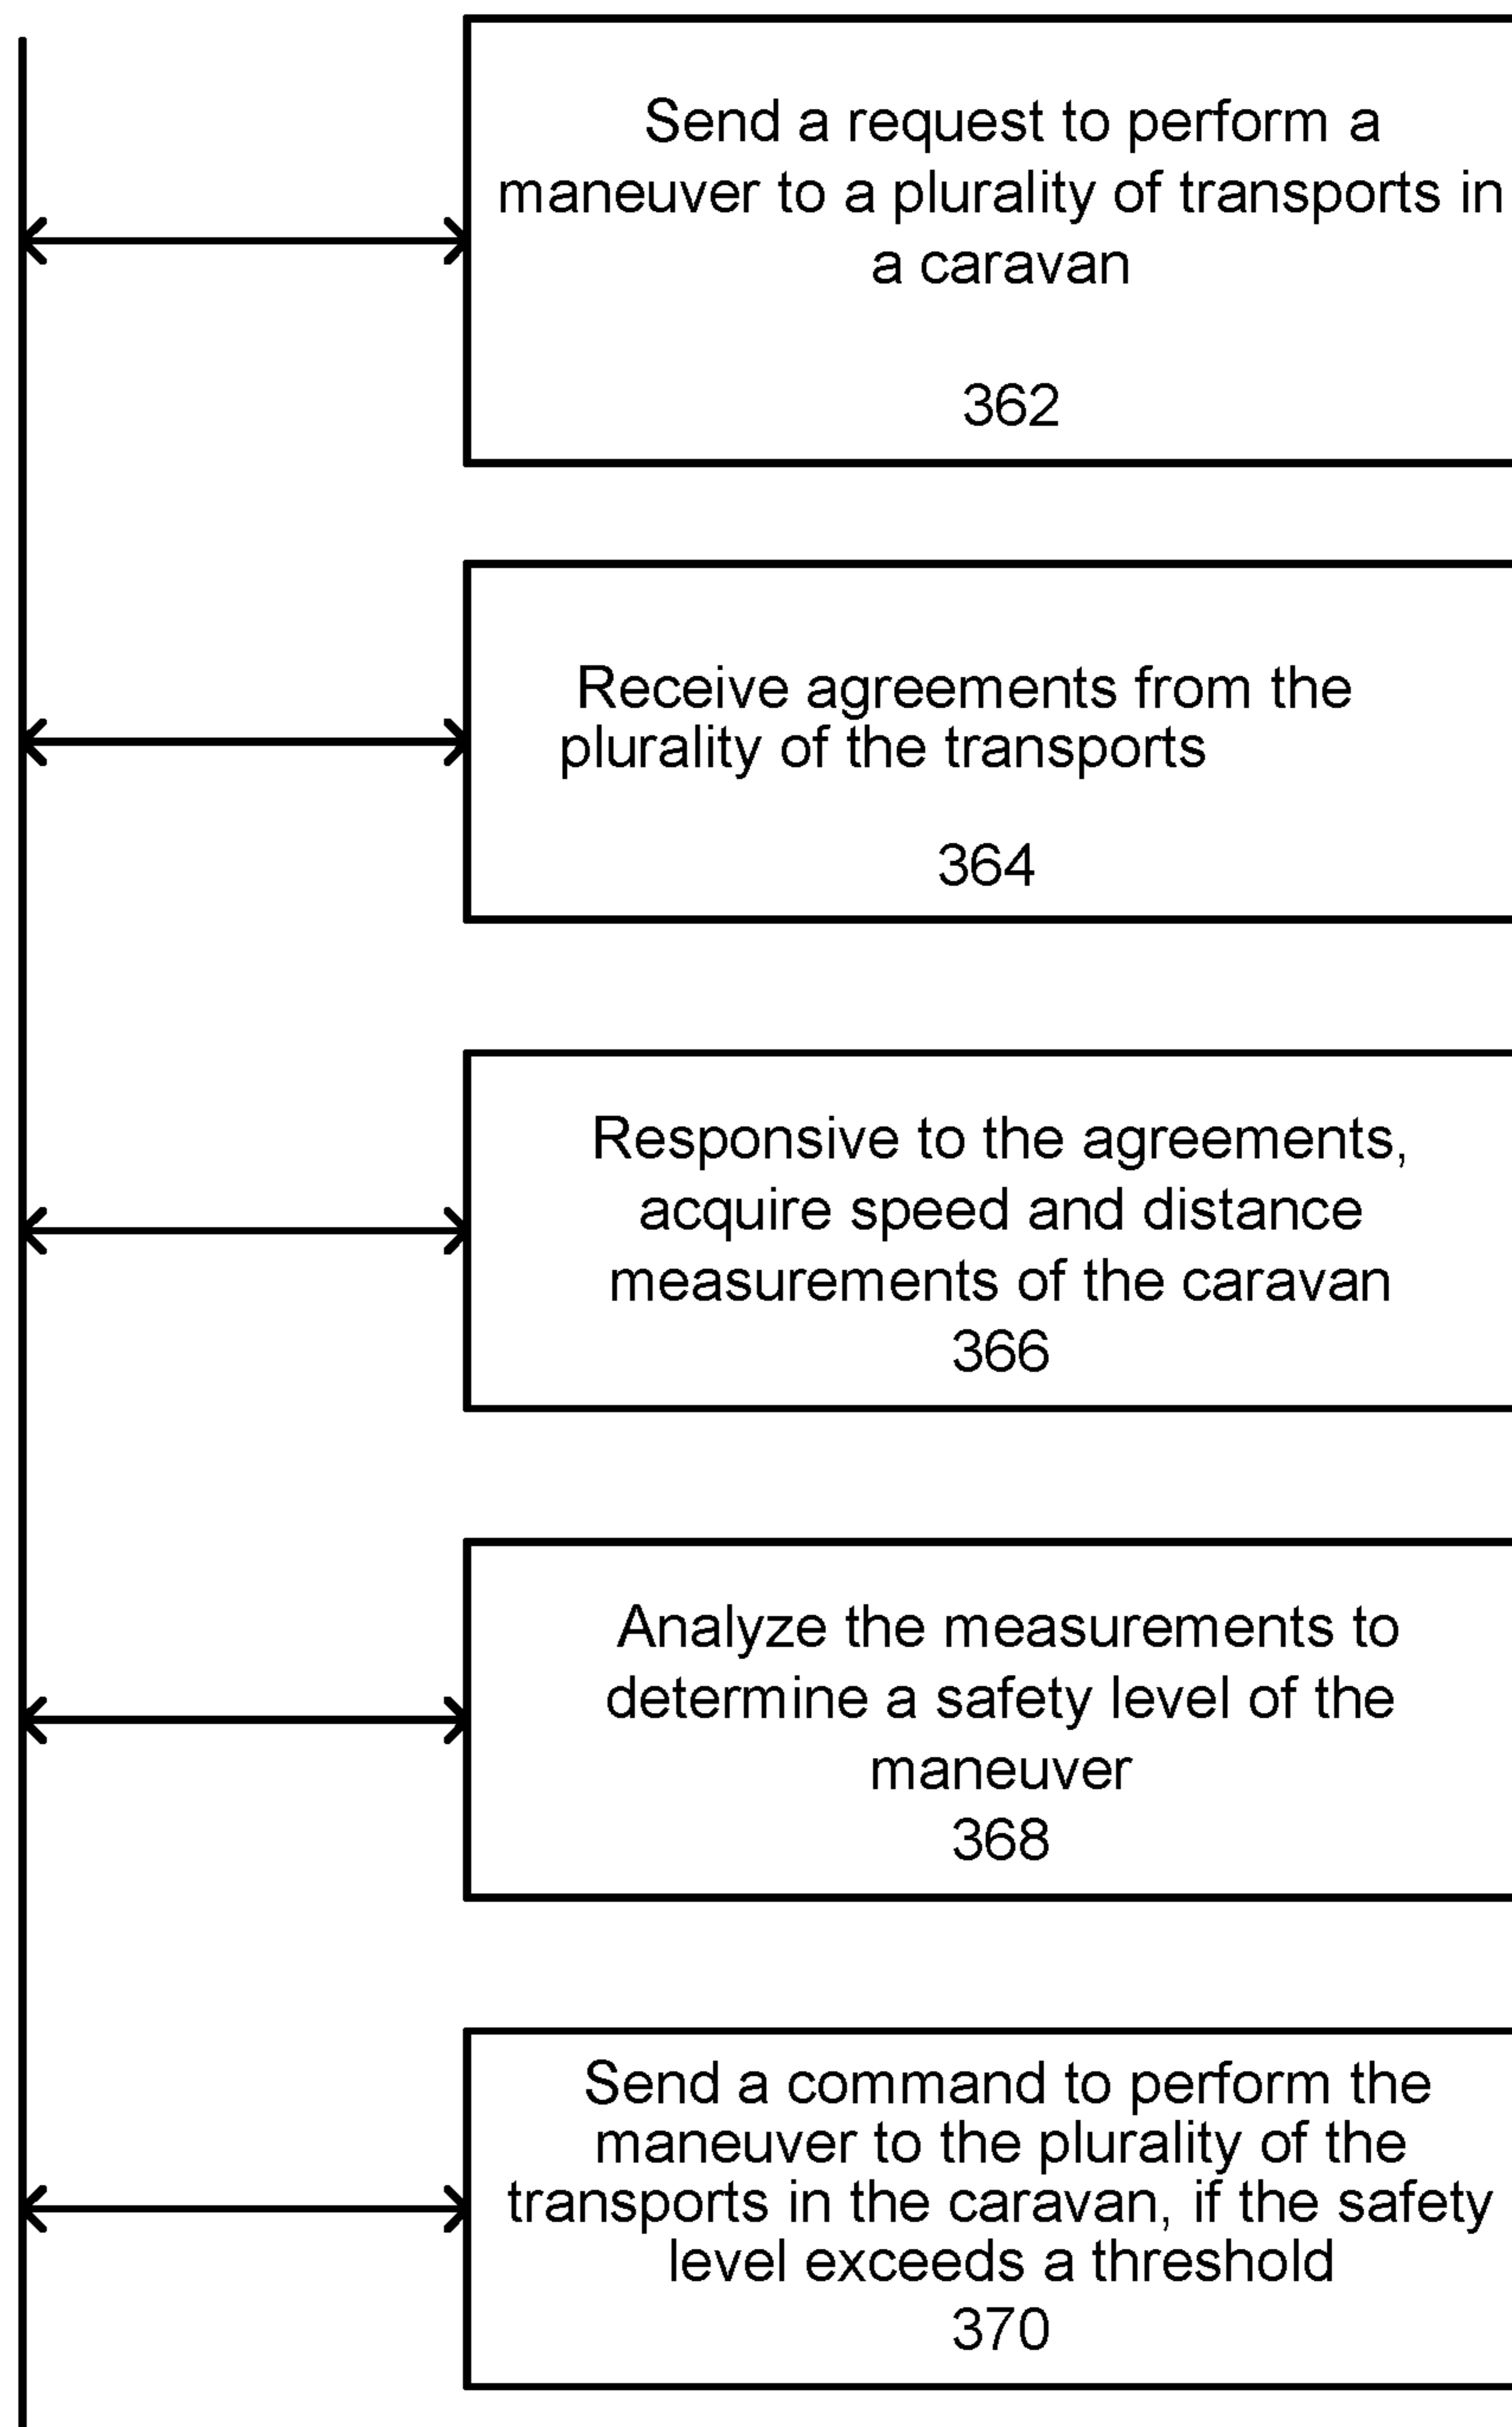 Send a request to perform a
maneuver to a plurality of transports in
a caravan
362
Receive agreements from the
plurality of the transports
364
Responsive to the agreements,
acquire speed and distance
measurements of the caravan
366
Analyze the measurements to
determine a safety level of the
maneuver
368
Send a command to perform the
maneuver to the plurality of the
transports in the caravan, if the safety
level exceeds a threshold
370